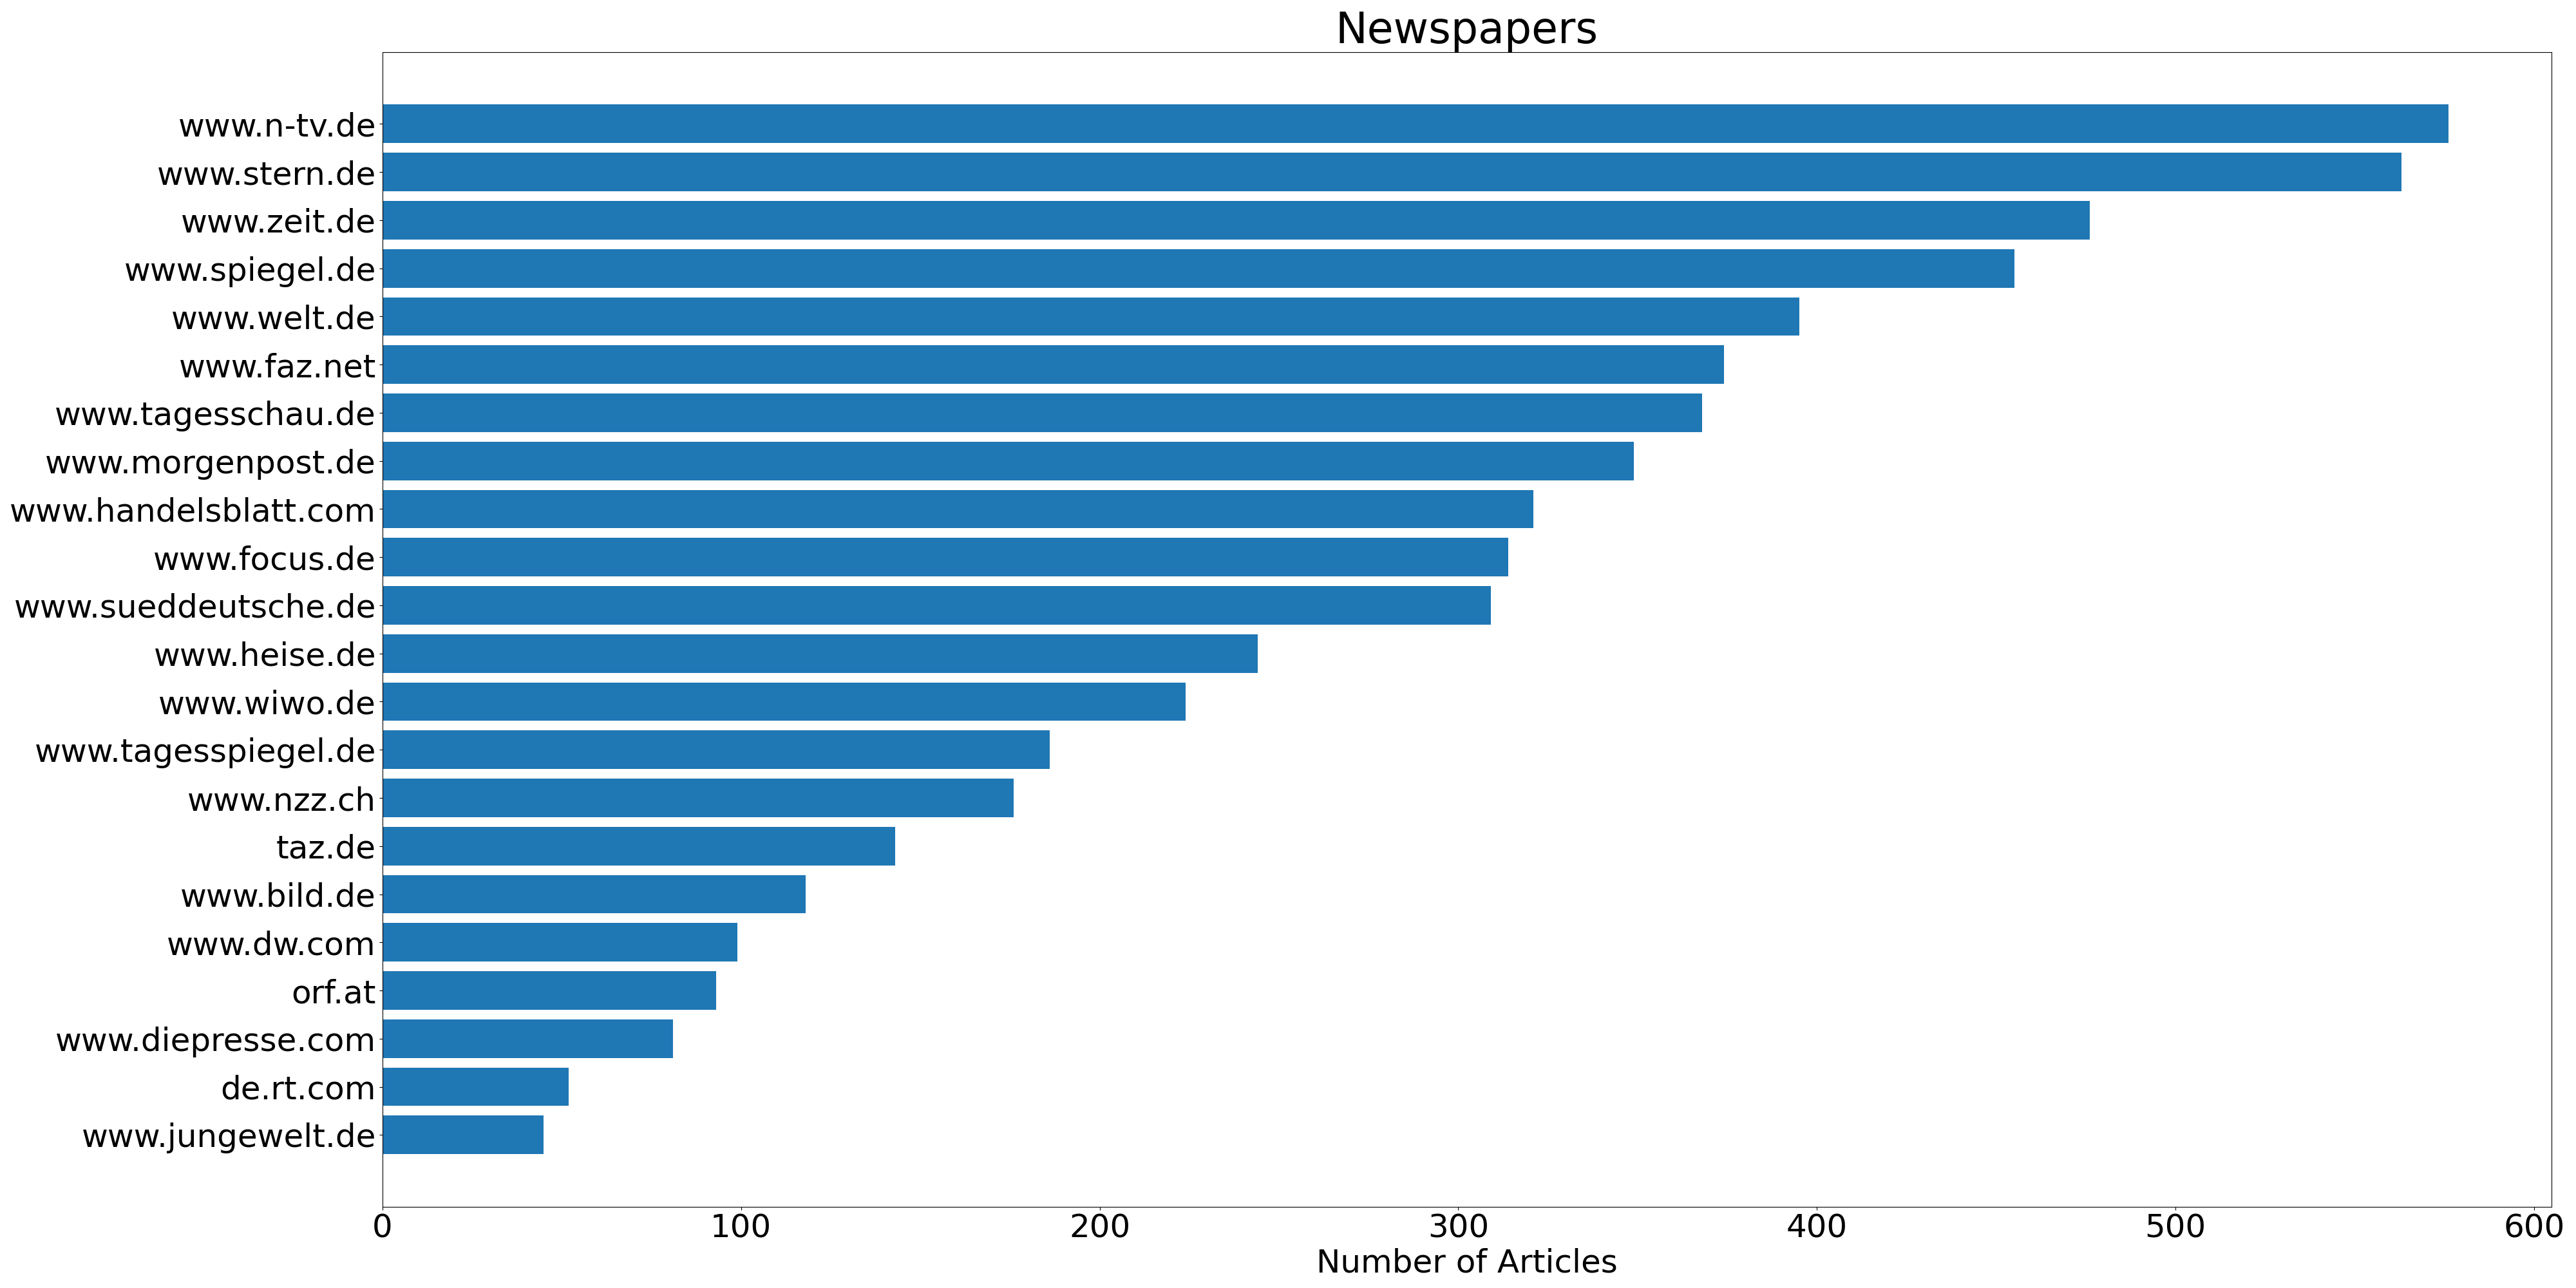 Newspapers
www.n-tv.de
www.stern.de
www.zeit.de
www.spiegel.de
www.welt.de
www.faz.net
www.tagesschau.de
www.morgenpost.de
www.handelsblatt.com
www.focus.de
www.sueddeutsche.de
www.heise.de
www.wiwo.de
www.tagesspiegel.de
www.nzz.ch
taz.de
www.bild.de
www.dw.com
orf.at
www.diepresse.com
de.rt.com
www.jungewelt.de
0 100 200 300 400 500 600
Number of Articles